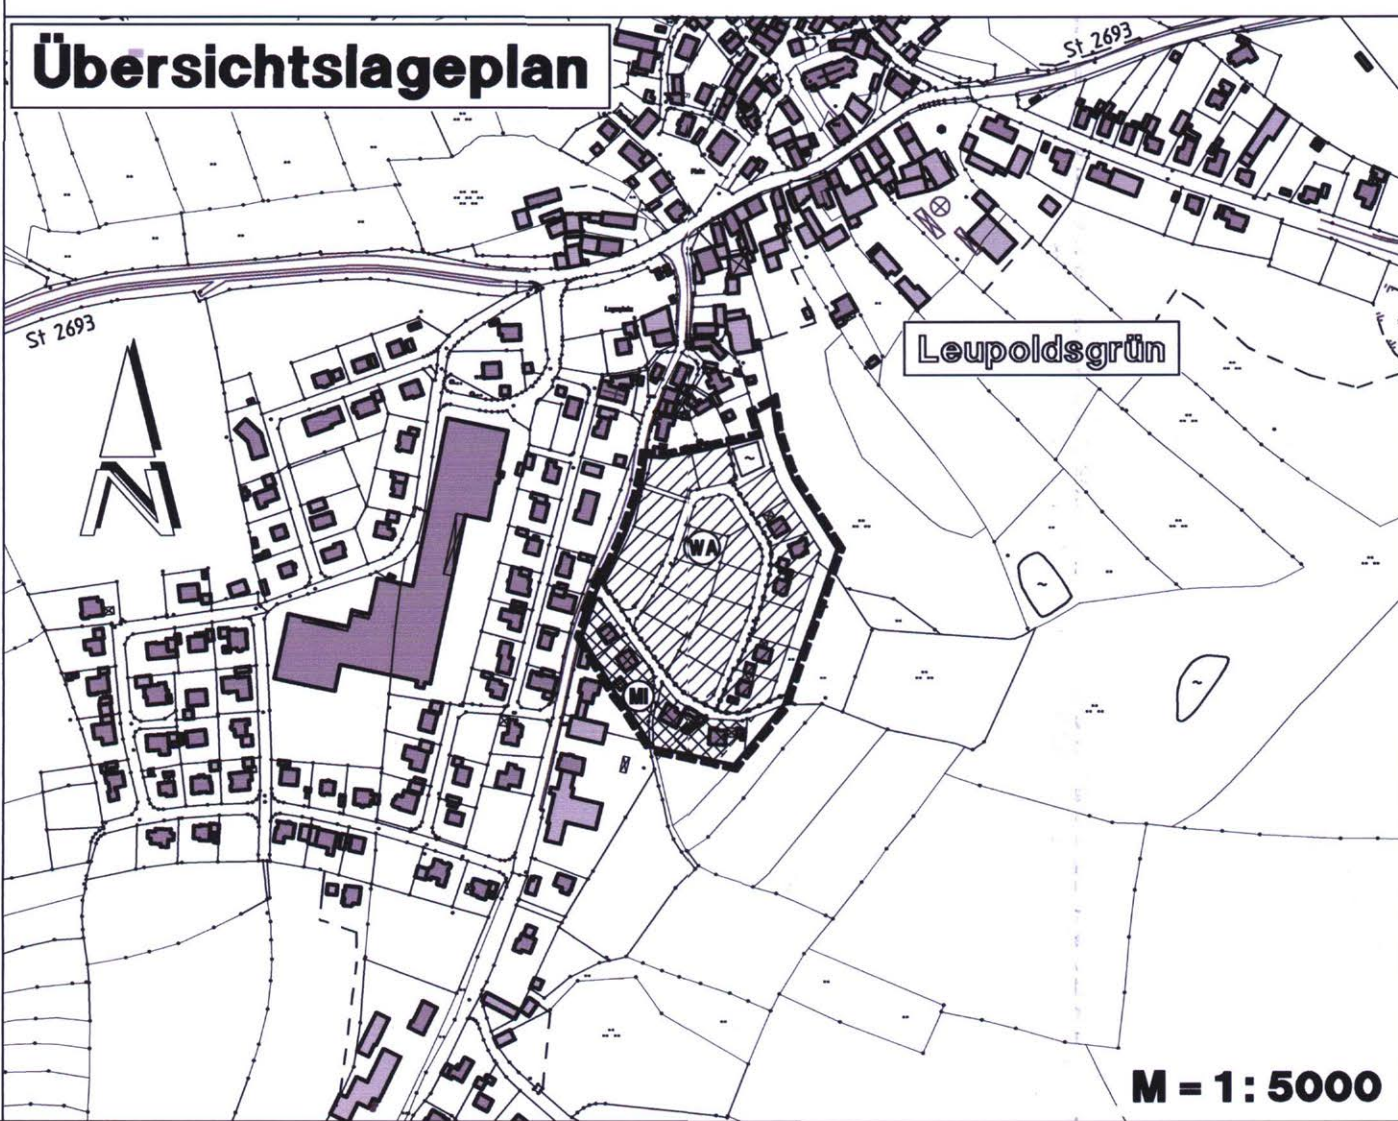 Übersichtslageplan
St 2693
St 2693
Leupoldsgrün
N
WA
MI
M = 1: 5000